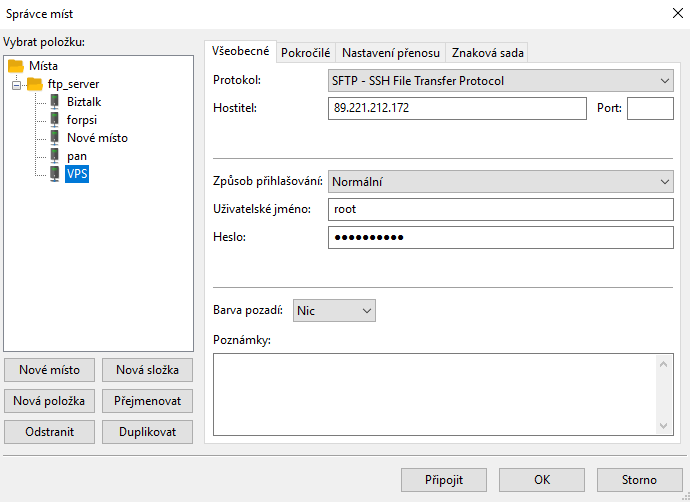 Správce míst
Vybrat položku:
Místa
ftp_server
Biztalk
forpsi
Nové místo
pan
VPS
Nové místo
Nová složka
Nová položka
Přejmenovat
Odstranit
Duplikovat
Všeobecné
Pokročilé
Nastavení přenosu
Znaková sada
Protokol:
SFTP - SSH File Transfer Protocol
Hostitel:
89.221.212.172
Port:
Způsob přihlašování:
Normální
Uživatelské jméno:
root
Heslo:
●●●●●●●●●●
Barva pozadí:
Nic
Poznámky:
Připojit
OK
Storno